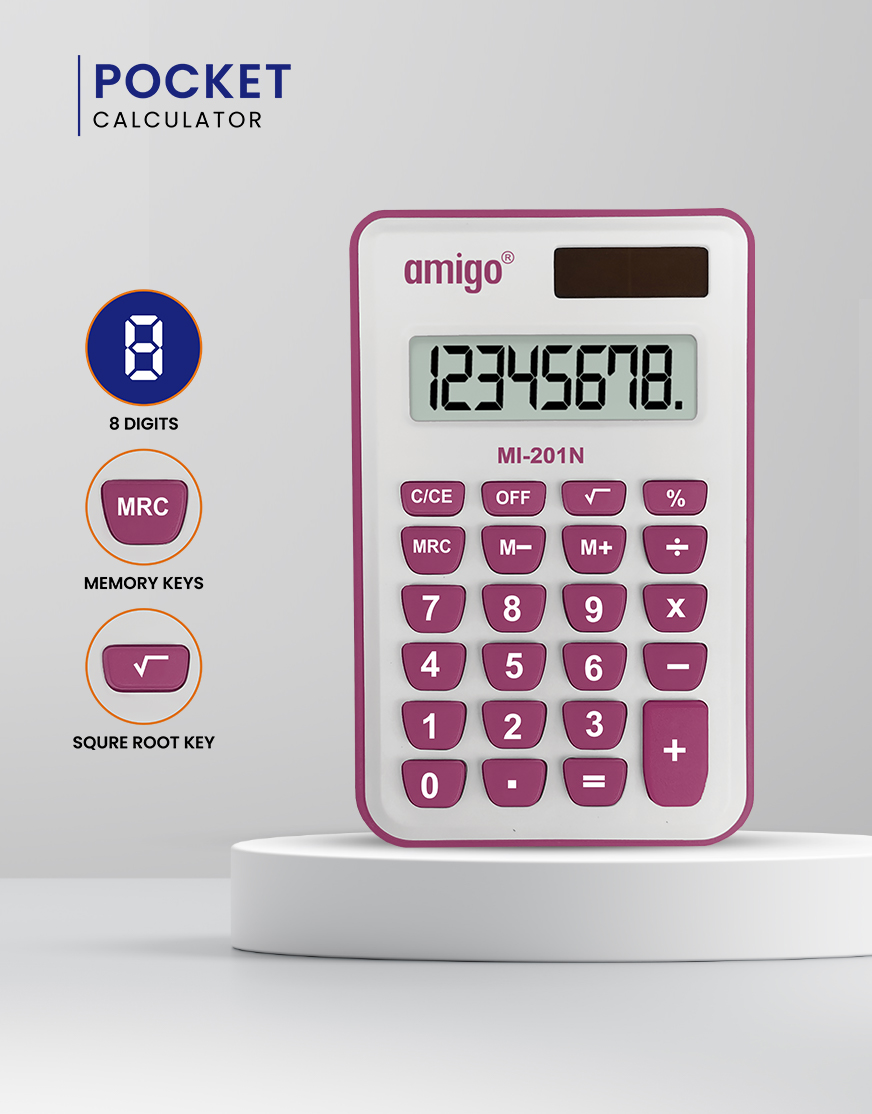 POCKET
CALCULATOR
amigo®
12345678.
MI-201N
8
8 DIGITS
MRC
MEMORY KEYS
√
SQURE ROOT KEY
C/CE OFF √ %
MRC M− M+ ÷
7 8 9 x
4 5 6 −
1 2 3 +
0 . =